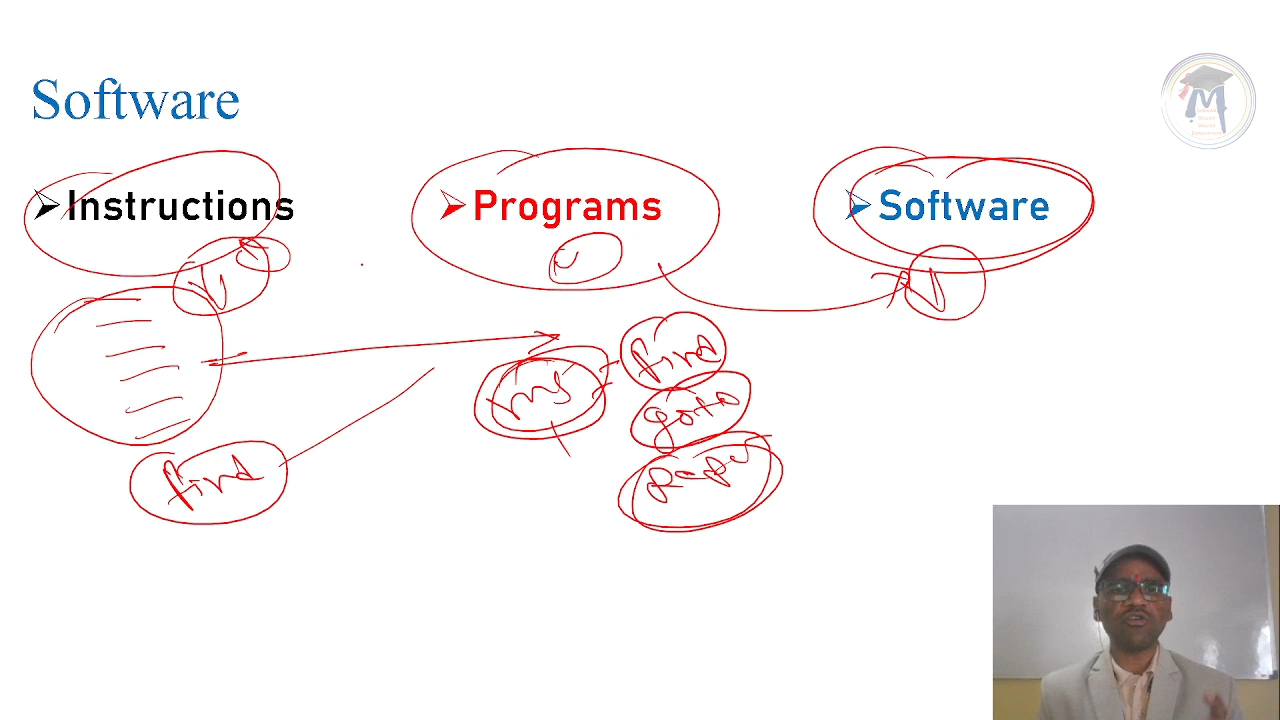 Software
Instructions
Programs
Software
find
goto
find